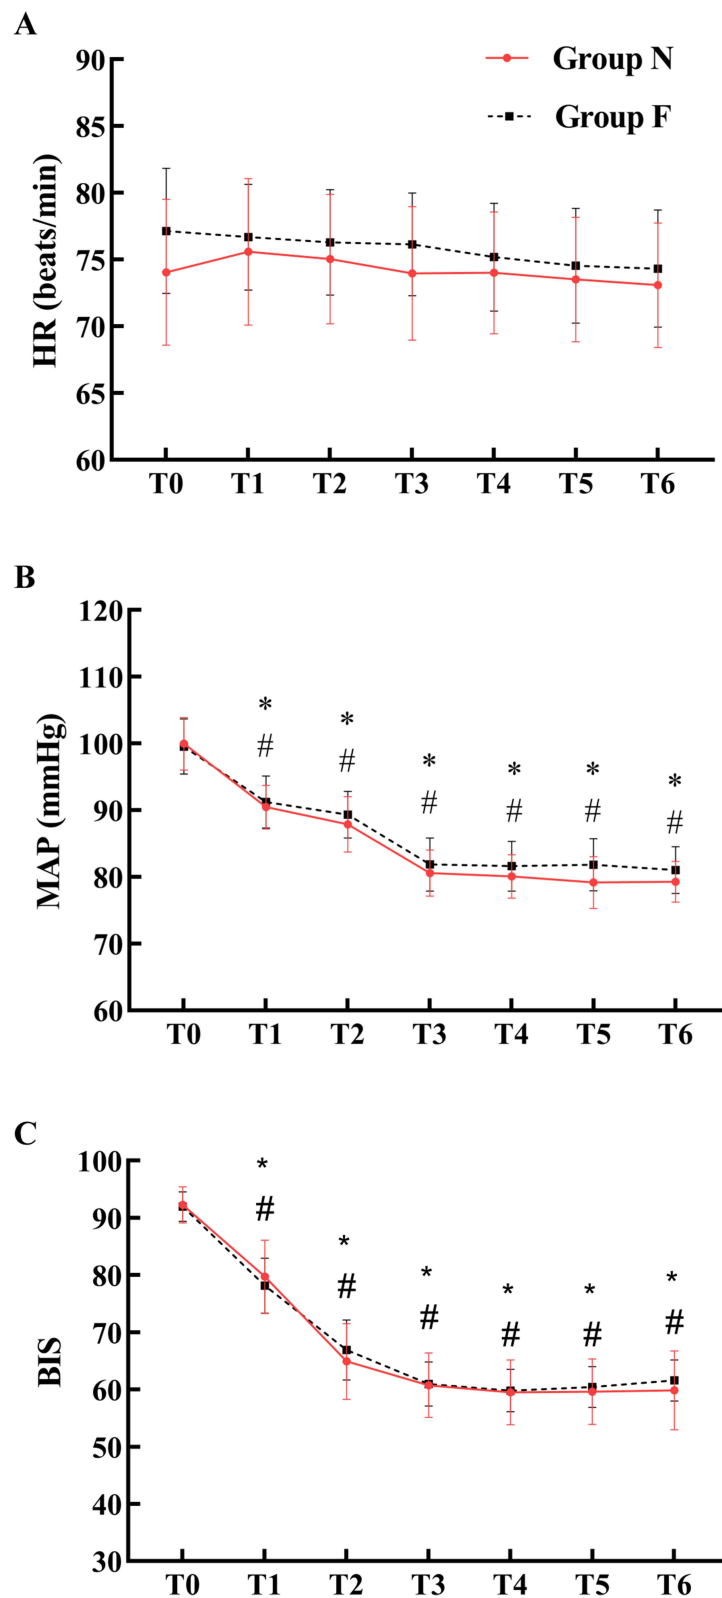 A
90
85
80
75
70
65
60
HR (beats/min)
Group N
Group F
T0 T1 T2 T3 T4 T5 T6
B
120
110
100
90
80
70
60
MAP (mmHg)
* * * * * *
# # # # # #
T0 T1 T2 T3 T4 T5 T6
C
100
90
80
70
60
50
40
30
BIS
* * * * * *
# # # # # #
T0 T1 T2 T3 T4 T5 T6